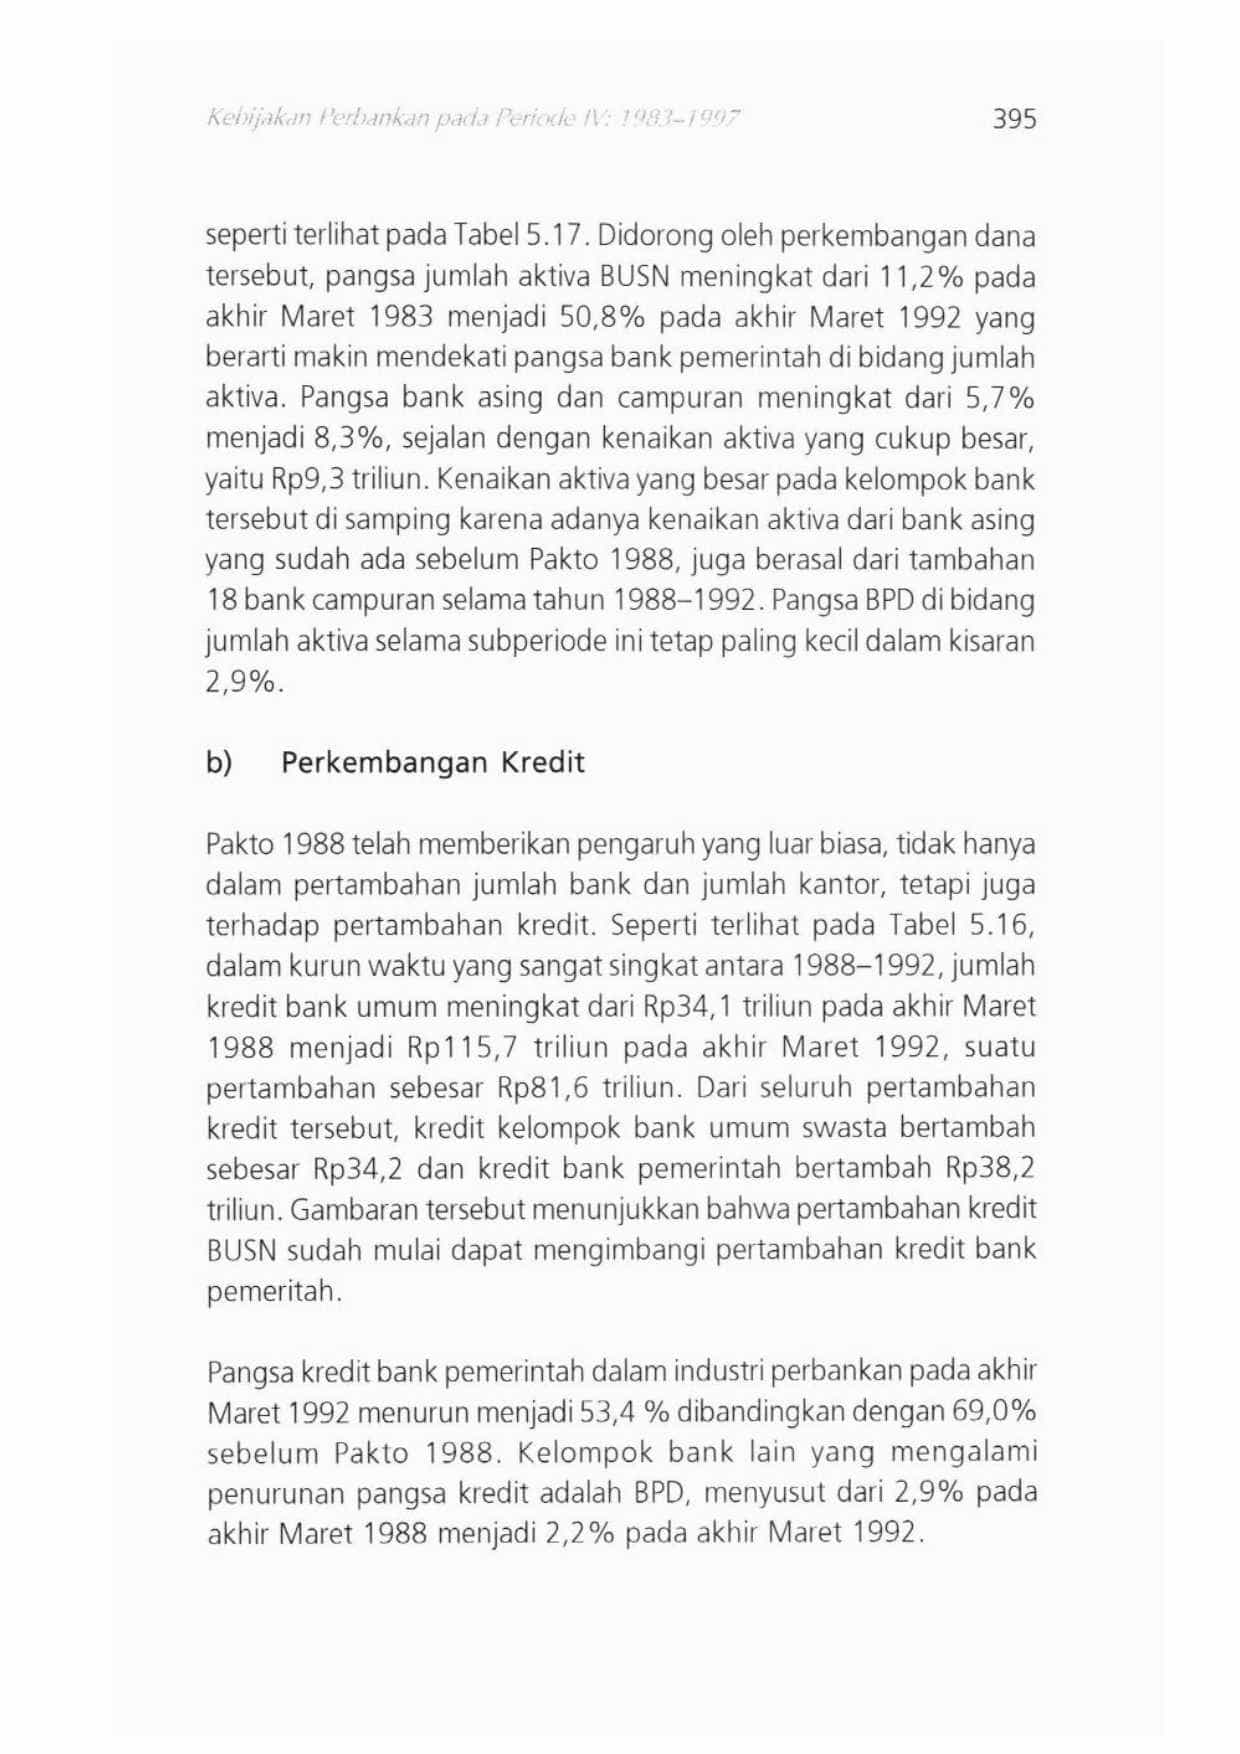 Kebijakan Perbankan pada Periode IV: 1983–1997 395
seperti terlihat pada Tabel 5.17. Didorong oleh perkembangan dana
tersebut, pangsa jumlah aktiva BUSN meningkat dari 11,2% pada
akhir Maret 1983 menjadi 50,8% pada akhir Maret 1992 yang
berarti makin mendekati pangsa bank pemerintah di bidang jumlah
aktiva. Pangsa bank asing dan campuran meningkat dari 5,7%
menjadi 8,3%, sejalan dengan kenaikan aktiva yang cukup besar,
yaitu Rp9,3 triliun. Kenaikan aktiva yang besar pada kelompok bank
tersebut di samping karena adanya kenaikan aktiva dari bank asing
yang sudah ada sebelum Pakto 1988, juga berasal dari tambahan
18 bank campuran selama tahun 1988–1992. Pangsa BPD di bidang
jumlah aktiva selama subperiode ini tetap paling kecil dalam kisaran
2,9%.
b) Perkembangan Kredit
Pakto 1988 telah memberikan pengaruh yang luar biasa, tidak hanya
dalam pertambahan jumlah bank dan jumlah kantor, tetapi juga
terhadap pertambahan kredit. Seperti terlihat pada Tabel 5.16,
dalam kurun waktu yang sangat singkat antara 1988–1992, jumlah
kredit bank umum meningkat dari Rp34,1 triliun pada akhir Maret
1988 menjadi Rp115,7 triliun pada akhir Maret 1992, suatu
pertambahan sebesar Rp81,6 triliun. Dari seluruh pertambahan
kredit tersebut, kredit kelompok bank umum swasta bertambah
sebesar Rp34,2 dan kredit bank pemerintah bertambah Rp38,2
triliun. Gambaran tersebut menunjukkan bahwa pertambahan kredit
BUSN sudah mulai dapat mengimbangi pertambahan kredit bank
pemeritah.
Pangsa kredit bank pemerintah dalam industri perbankan pada akhir
Maret 1992 menurun menjadi 53,4 % dibandingkan dengan 69,0%
sebelum Pakto 1988. Kelompok bank lain yang mengalami
penurunan pangsa kredit adalah BPD, menyusut dari 2,9% pada
akhir Maret 1988 menjadi 2,2% pada akhir Maret 1992.